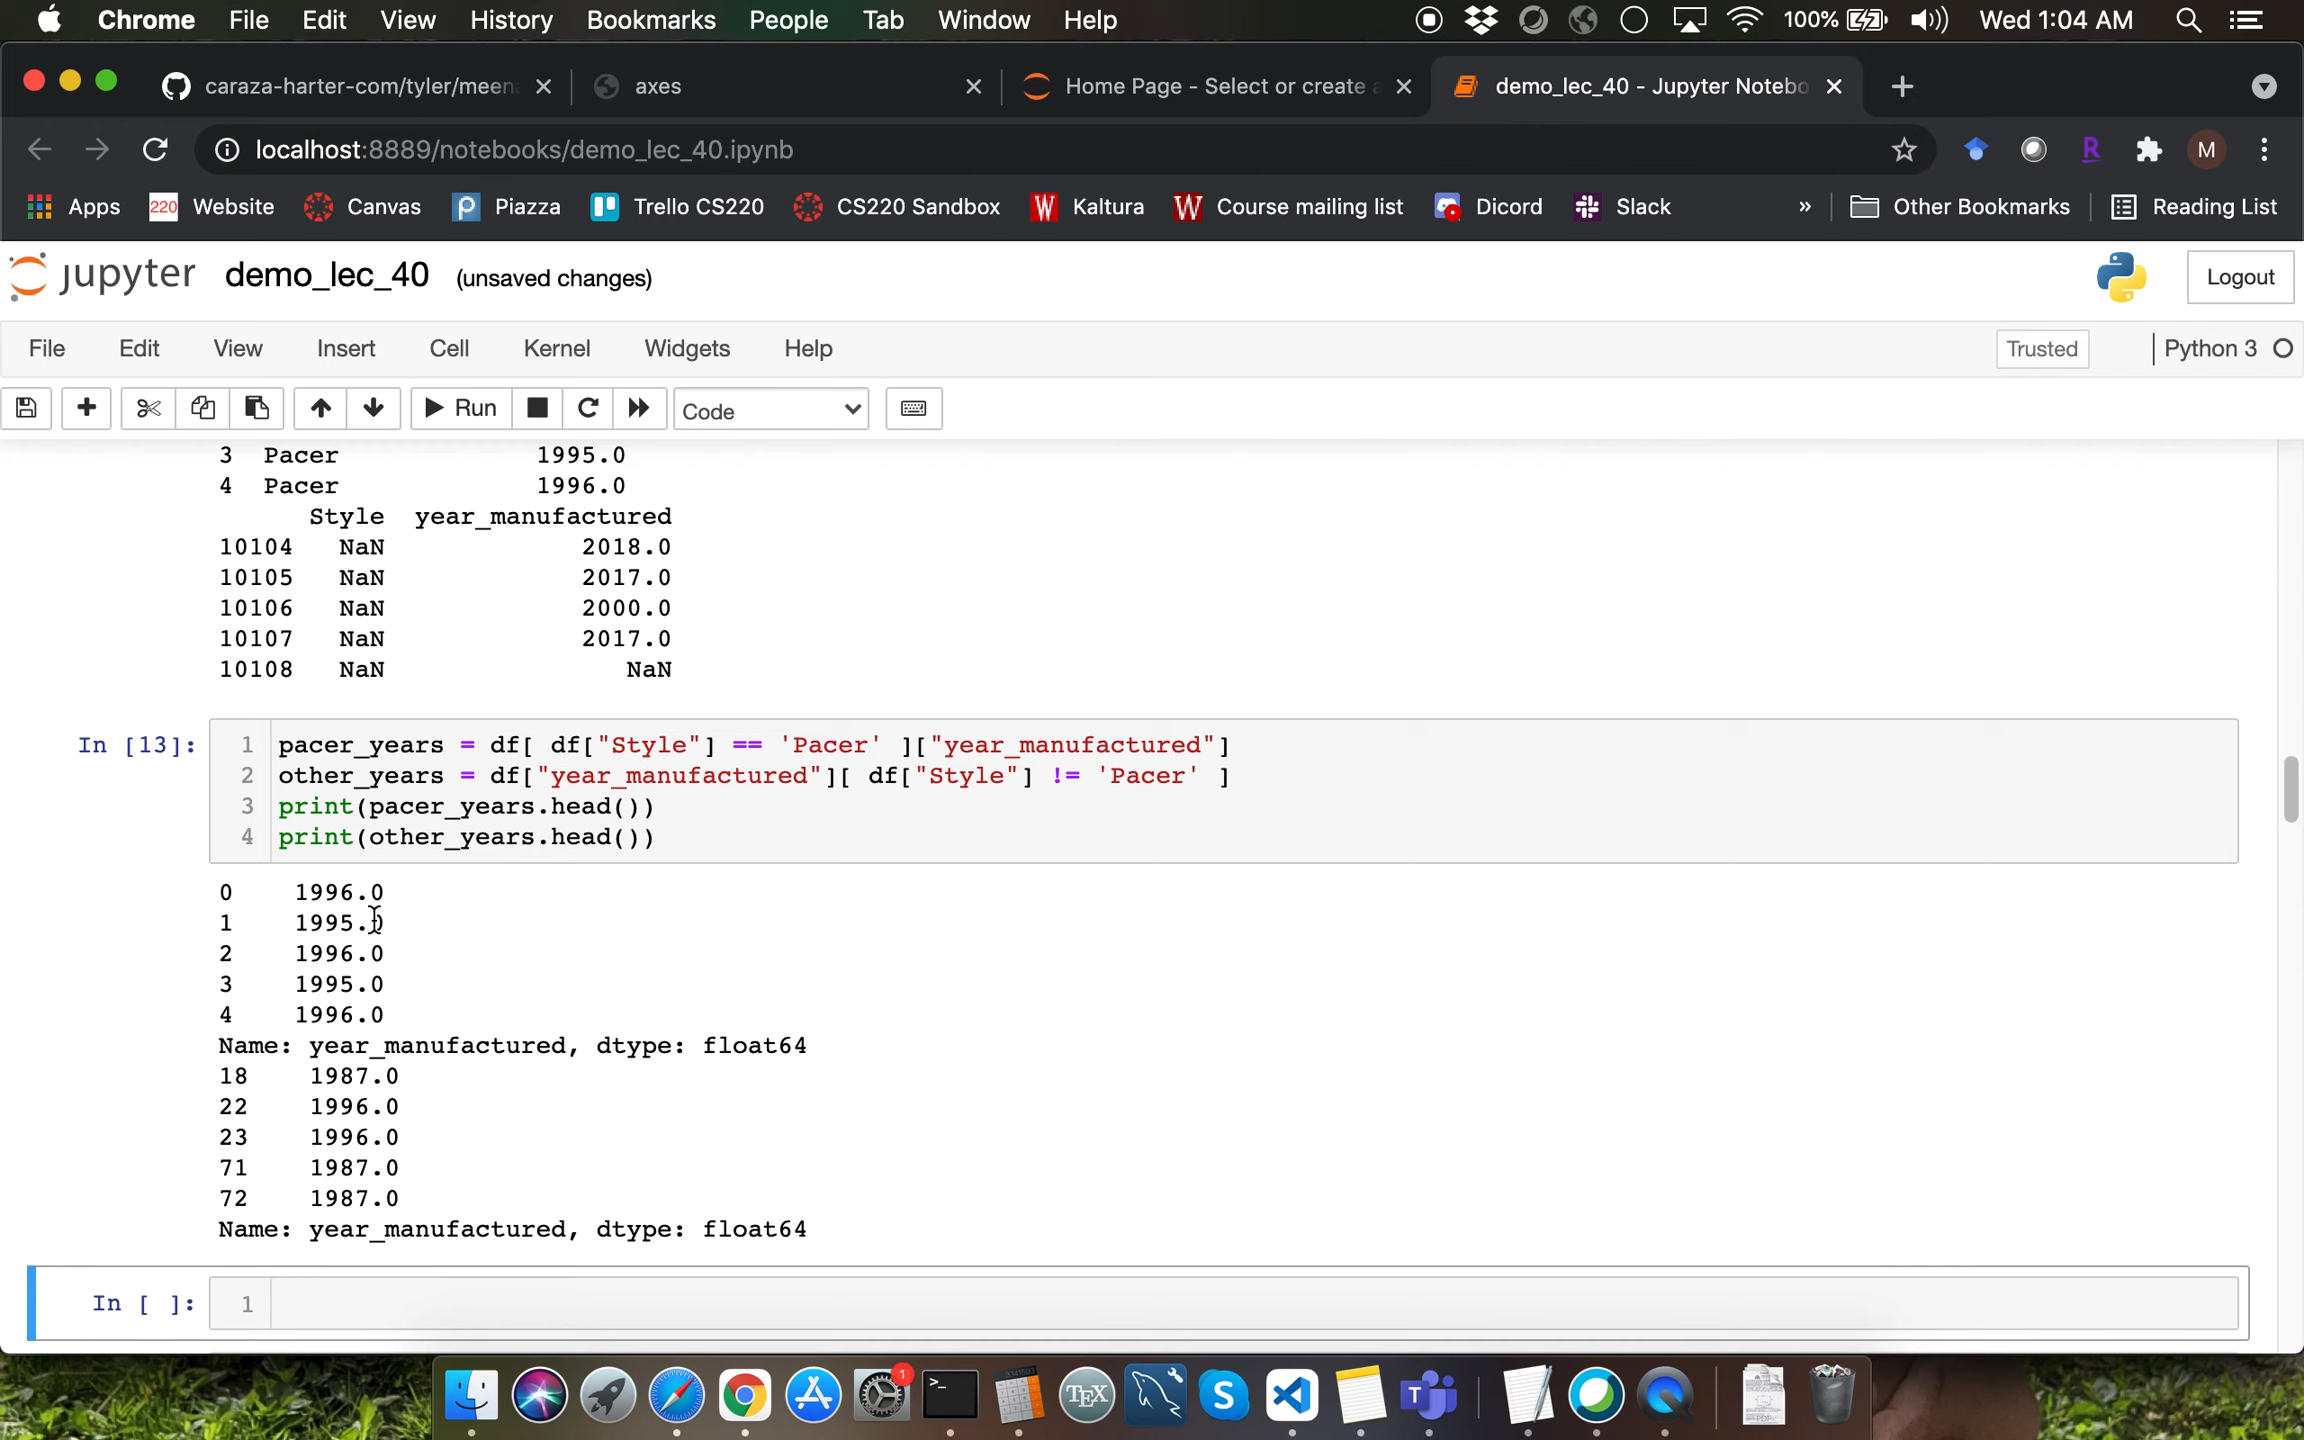 Chrome File Edit View History Bookmarks People Tab Window Help 100% Wed 1:04 AM
caraza-harter-com/tyler/meen axes Home Page - Select or create a demo_lec_40 - Jupyter Notebo
localhost:8889/notebooks/demo_lec_40.ipynb R M
Apps 220 Website Canvas P Piazza Trello CS220 CS220 Sandbox W Kaltura W Course mailing list Dicord Slack » Other Bookmarks Reading List
jupyter demo_lec_40 (unsaved changes) Logout
File Edit View Insert Cell Kernel Widgets Help Trusted Python 3
Run Code
3 Pacer 1995.0
4 Pacer 1996.0
Style year_manufactured
10104 NaN 2018.0
10105 NaN 2017.0
10106 NaN 2000.0
10107 NaN 2017.0
10108 NaN NaN
In [13]: 1 pacer_years = df[ df["Style"] == 'Pacer' ]["year_manufactured"]
2 other_years = df["year_manufactured"][ df["Style"] != 'Pacer' ]
3 print(pacer_years.head())
4 print(other_years.head())
0 1996.0
1 1995.0
2 1996.0
3 1995.0
4 1996.0
Name: year_manufactured, dtype: float64
18 1987.0
22 1996.0
23 1996.0
71 1987.0
72 1987.0
Name: year_manufactured, dtype: float64
In [ ]: 1
1 >_ TEX S T PDF